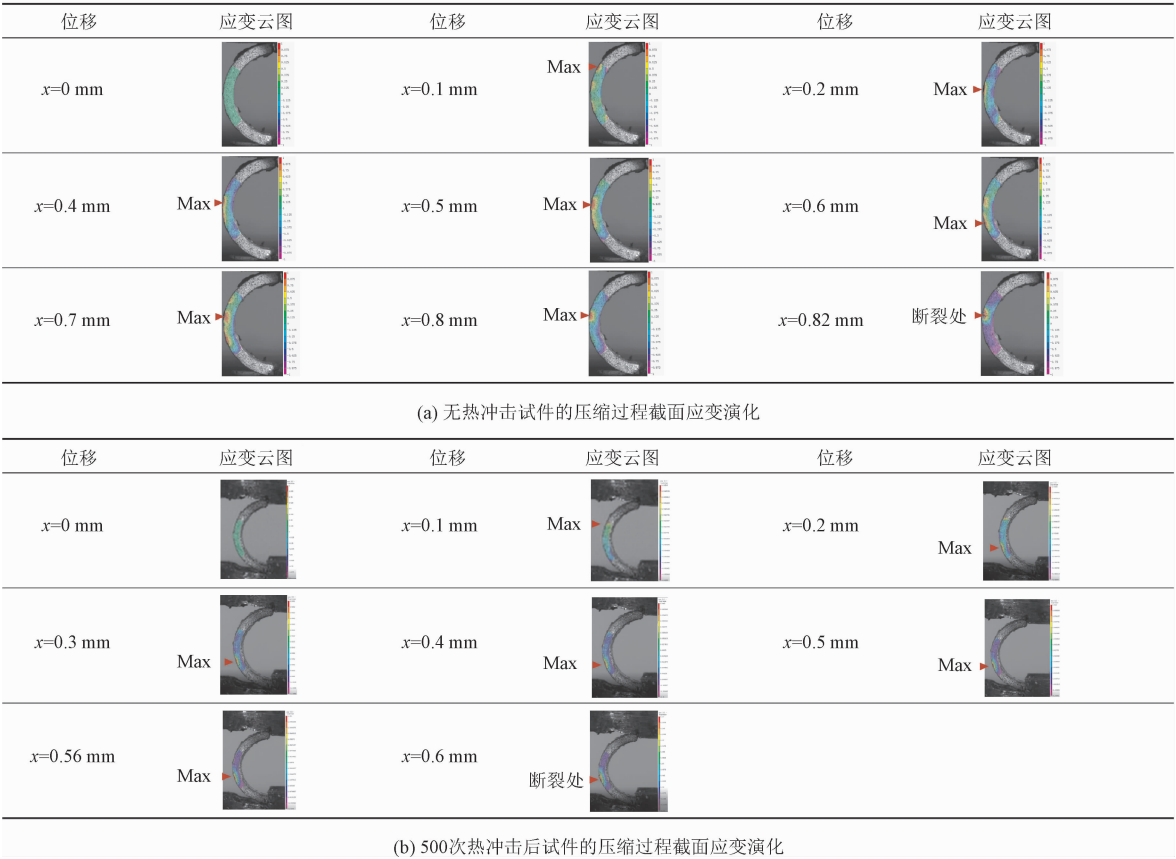 位移 应变云图 位移 应变云图 位移 应变云图
x=0 mm Max x=0.1 mm Max x=0.2 mm
x=0.4 mm Max x=0.5 mm Max x=0.6 mm Max
x=0.7 mm Max x=0.8 mm Max x=0.82 mm 断裂处
(a) 无热冲击试件的压缩过程截面应变演化
位移 应变云图 位移 应变云图 位移 应变云图
x=0 mm x=0.1 mm Max x=0.2 mm Max
x=0.3 mm Max x=0.4 mm Max x=0.5 mm Max
x=0.56 mm Max x=0.6 mm 断裂处
(b) 500次热冲击后试件的压缩过程截面应变演化